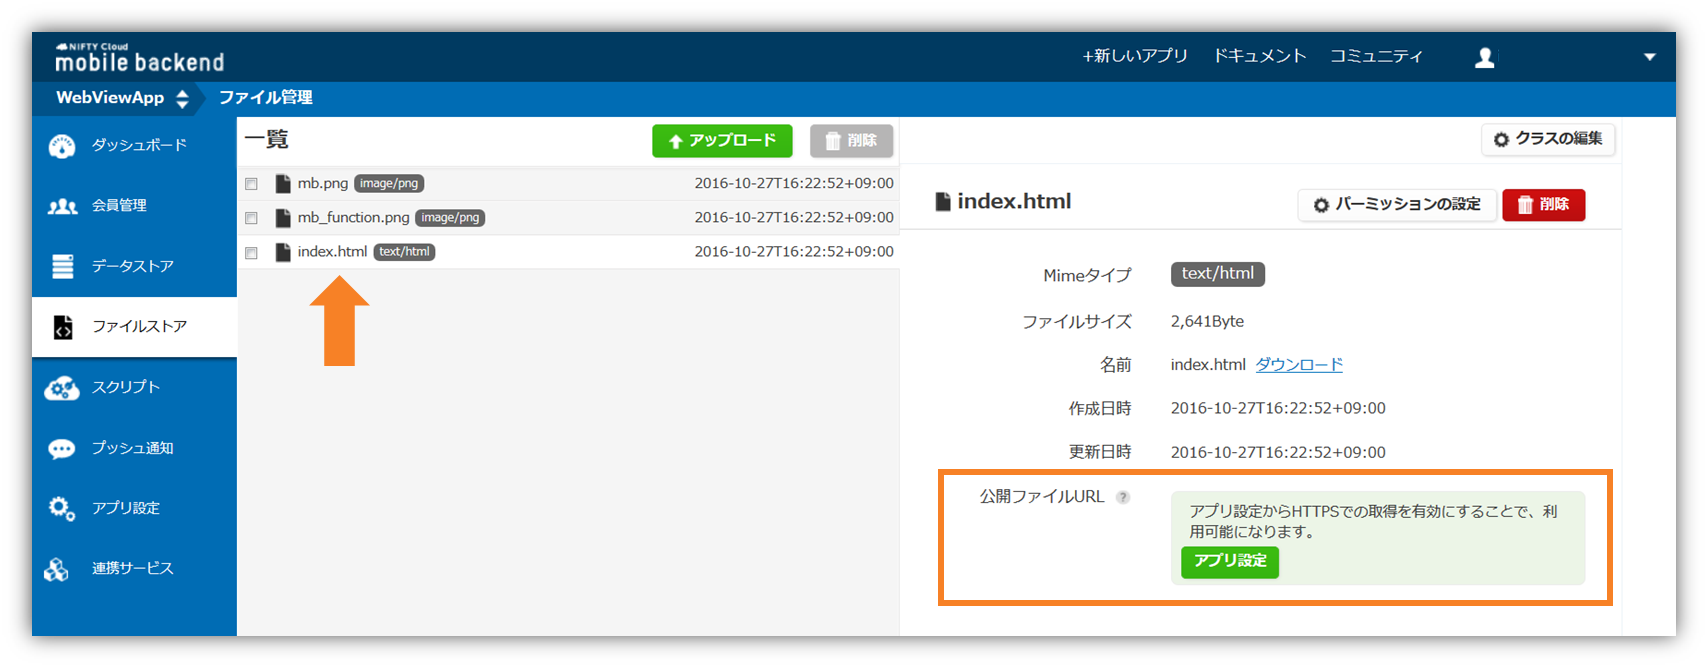 NIFTY Cloud
mobile backend
+新しいアプリ ドキュメント コミュニティ
WebViewApp ファイル管理
ダッシュボード
会員管理
データストア
ファイルストア
スクリプト
プッシュ通知
アプリ設定
連携サービス
一覧 アップロード 削除
mb.png image/png 2016-10-27T16:22:52+09:00
mb_function.png image/png 2016-10-27T16:22:52+09:00
index.html text/html 2016-10-27T16:22:52+09:00
クラスの編集
index.html パーミッションの設定 削除
Mimeタイプ text/html
ファイルサイズ 2,641Byte
名前 index.html ダウンロード
作成日時 2016-10-27T16:22:52+09:00
更新日時 2016-10-27T16:22:52+09:00
公開ファイルURL ?
アプリ設定からHTTPSでの取得を有効にすることで、利
用可能になります。
アプリ設定